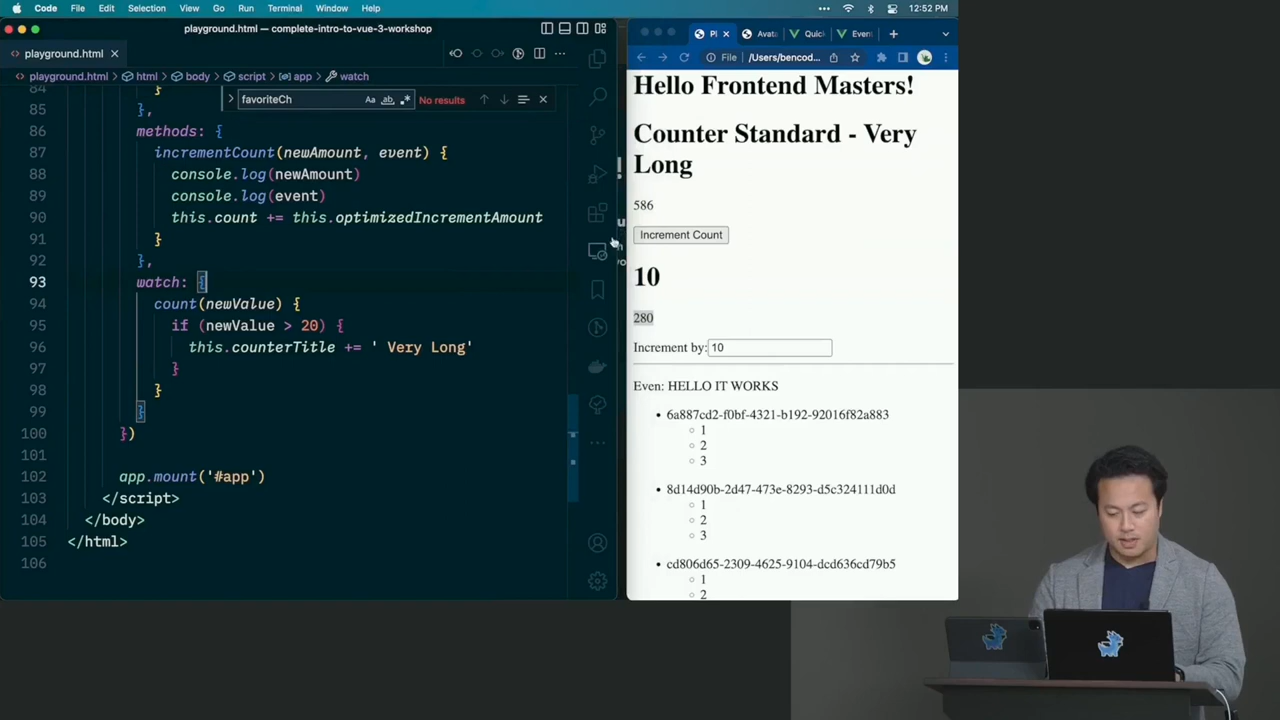 Code File Edit Selection View Go Run Terminal Window Help
12:52 PM
playground.html — complete-intro-to-vue-3-workshop
playground.html
playground.html > html > body > script > app > watch
favoriteCh
Aa ab No results
84 }
85 },
86 methods: {
87 incrementCount(newAmount, event) {
88 console.log(newAmount)
89 console.log(event)
90 this.count += this.optimizedIncrementAmount
91 }
92 },
93 watch: {
94 count(newValue) {
95 if (newValue > 20) {
96 this.counterTitle += ' Very Long'
97 }
98 }
99 }
100 })
101
102 app.mount('#app')
103 </script>
104 </body>
105 </html>
106
Pl Avata Quick Even
File /Users/bencod
Hello Frontend Masters!
Counter Standard - Very
Long
586
Increment Count
10
280
Increment by: 10
Even: HELLO IT WORKS
6a887cd2-f0bf-4321-b192-92016f82a883
1
2
3
8d14d90b-2d47-473e-8293-d5c324111d0d
1
2
3
cd806d65-2309-4625-9104-dcd636cd79b5
1
2